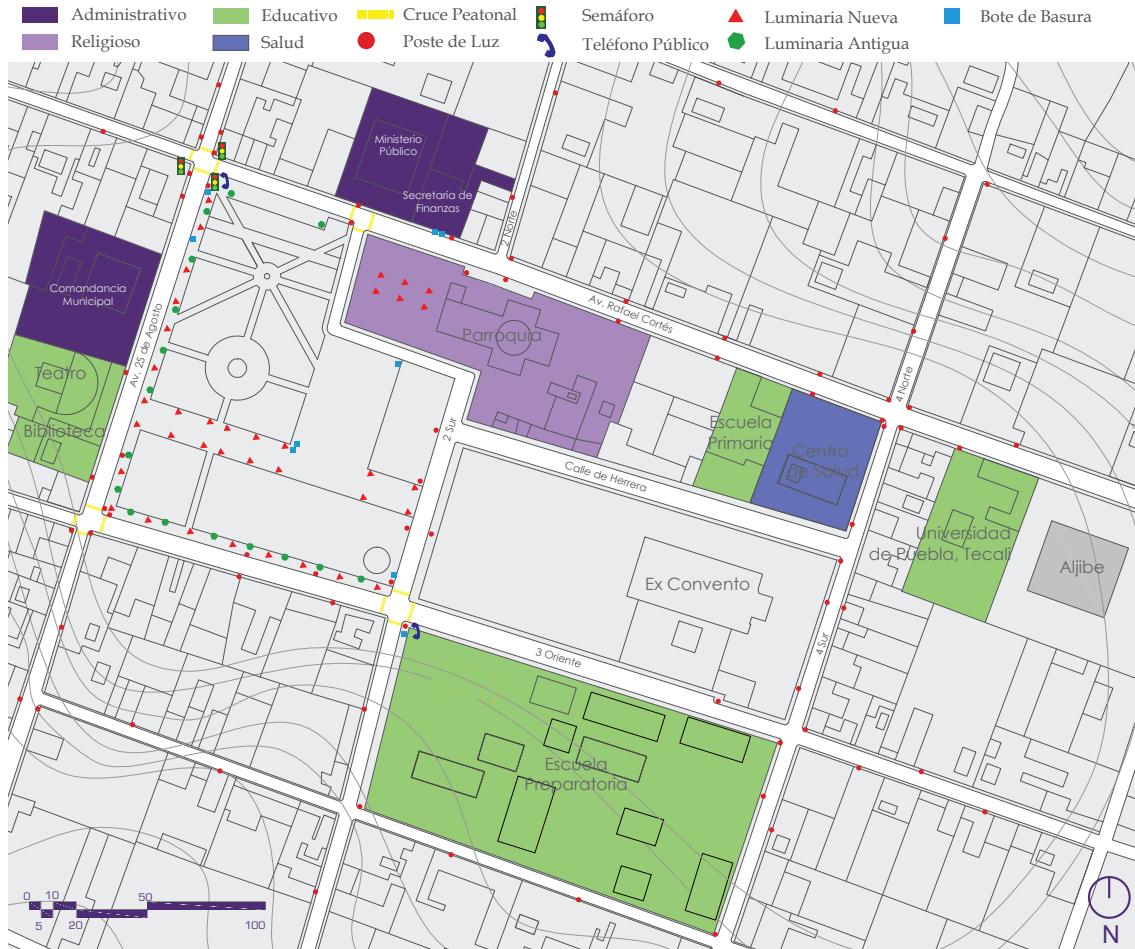 Administrativo
Educativo
Cruce Peatonal
Semáforo
Luminaria Nueva
Bote de Basura
Religioso
Salud
Poste de Luz
Teléfono Público
Luminaria Antigua
Ministerio
Público
Secretaría de
Finanzas
2 Norte
Comandancia
Municipal
Av. 25 de Agosto
Av. Rafael Cortés
Parroquia
Teatro
4 Norte
Biblioteca
2 Sur
Escuela
Primaria
Centro
de Salud
Calle de Herrera
Universidad
de Puebla, Tecali
Aljibe
Ex Convento
3 Oriente
4 Sur
Escuela
Preparatoria
0 10 50
5 20 100
N